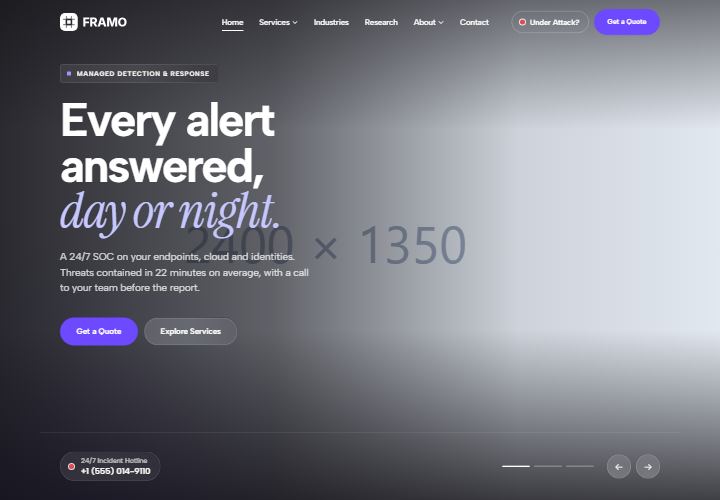 FRAMO
Home Services Industries Research About Contact Under Attack? Get a Quote
MANAGED DETECTION & RESPONSE
Every alert
answered,
day or night.
2400 × 1350
A 24/7 SOC on your endpoints, cloud and identities.
Threats contained in 22 minutes on average, with a call
to your team before the report.
Get a Quote Explore Services
24/7 Incident Hotline
+1 (555) 014-9110